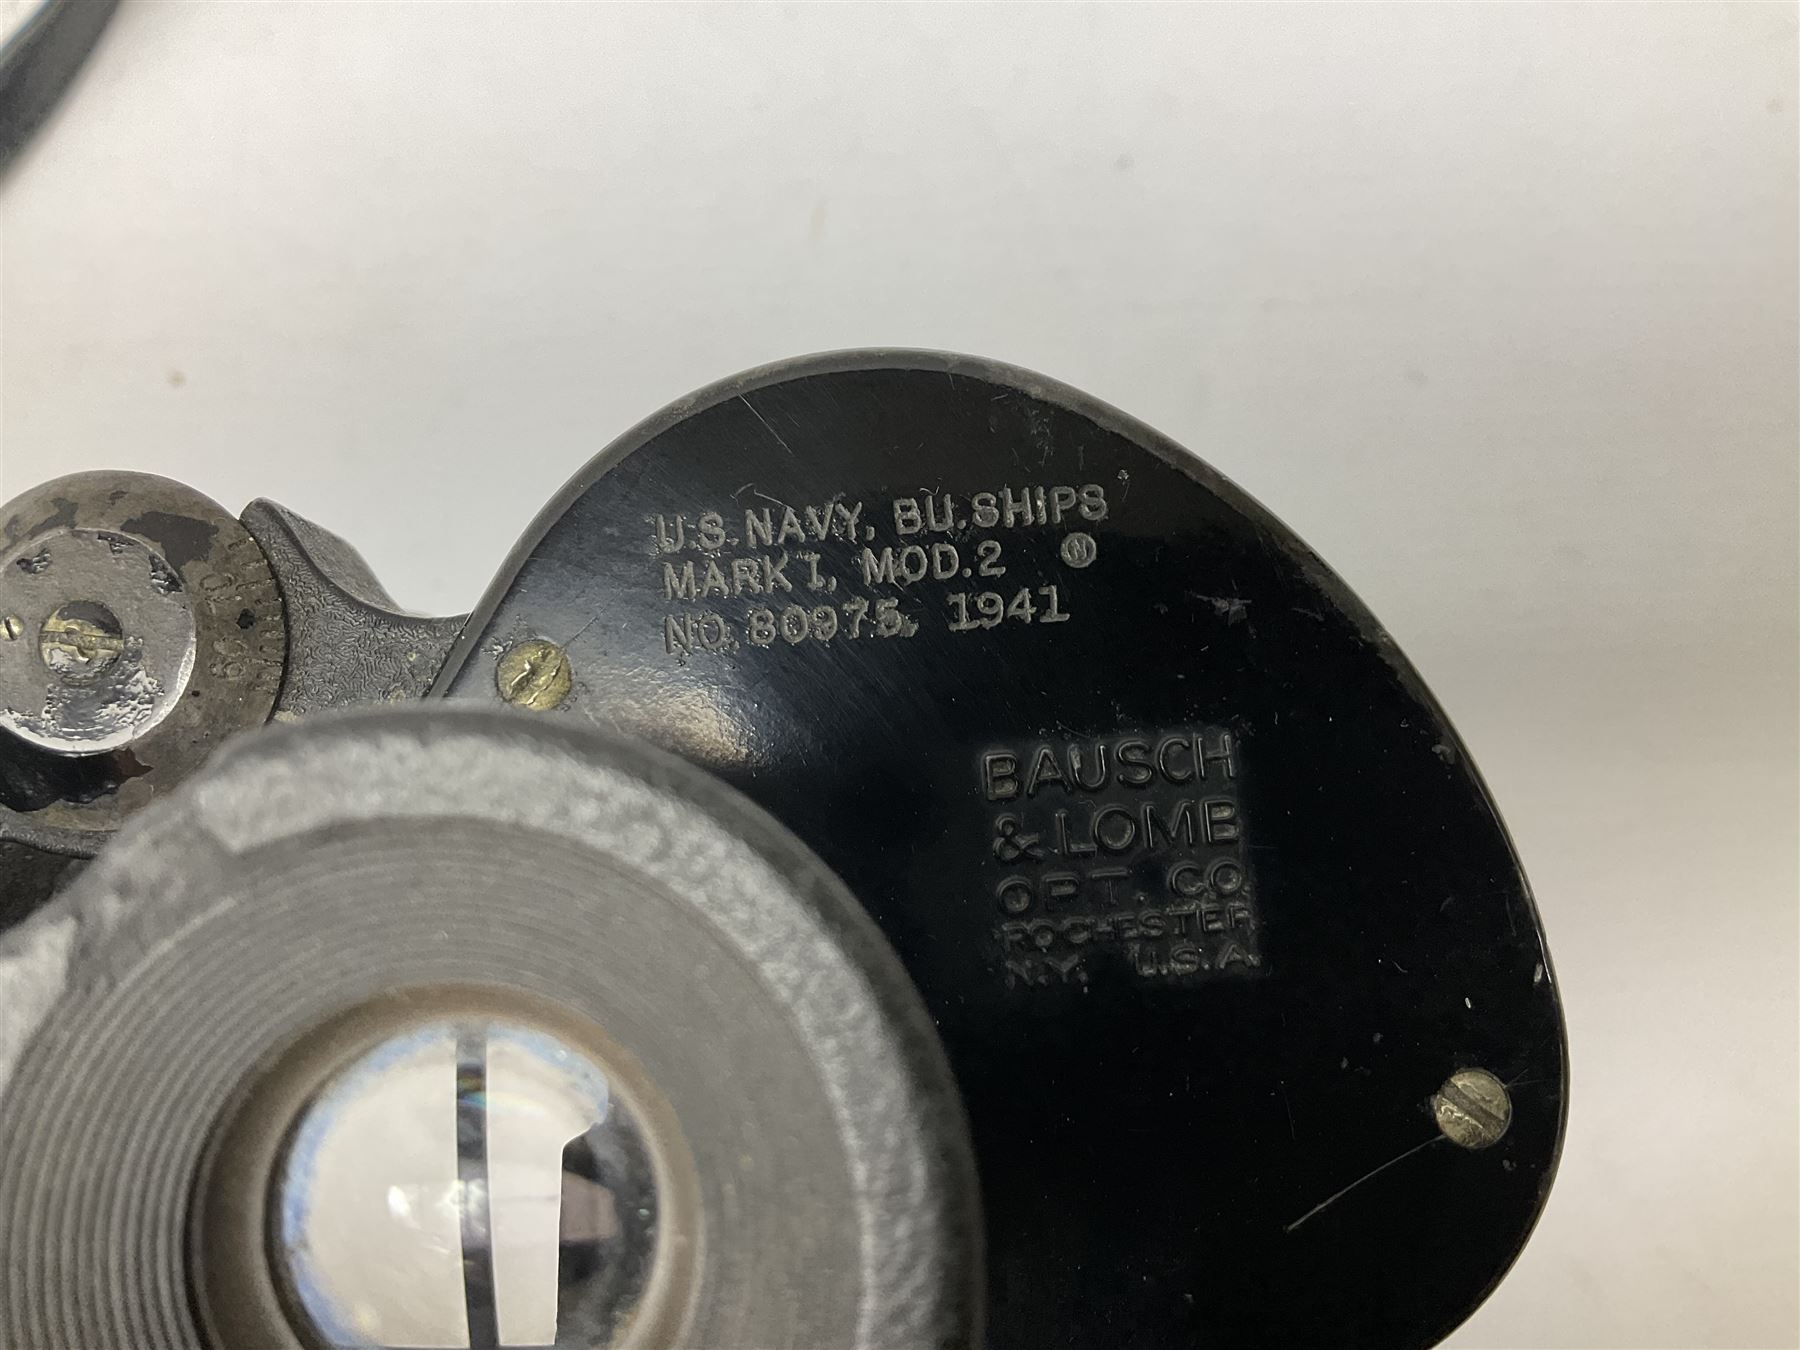 U.S. NAVY, BU. SHIPS
MARK I, MOD. 2 Ⓝ
NO. 80975, 1941
BAUSCH
& LOMB
OPT. CO.
ROCHESTER
N.Y. U.S.A.